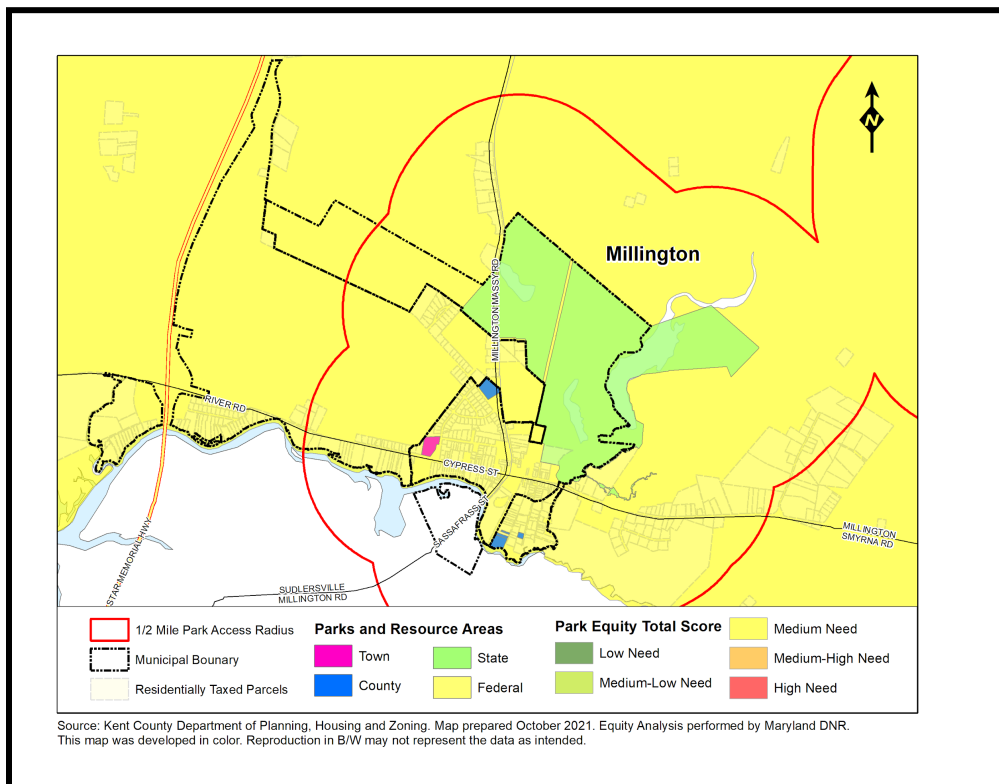 N
Millington
MILLINGTON MASSY RD
RIVER RD
CYPRESS ST
SASSAFRASS ST
STAR MEMORIAL HWY
MILLINGTON
SMYRNA RD
SUDLERSVILLE
MILLINGTON RD
1/2 Mile Park Access Radius
Municipal Bounary
Residentially Taxed Parcels
Parks and Resource Areas
Town
County
State
Federal
Park Equity Total Score
Low Need
Medium-Low Need
Medium Need
Medium-High Need
High Need
Source: Kent County Department of Planning, Housing and Zoning. Map prepared October 2021. Equity Analysis performed by Maryland DNR.
This map was developed in color. Reproduction in B/W may not represent the data as intended.